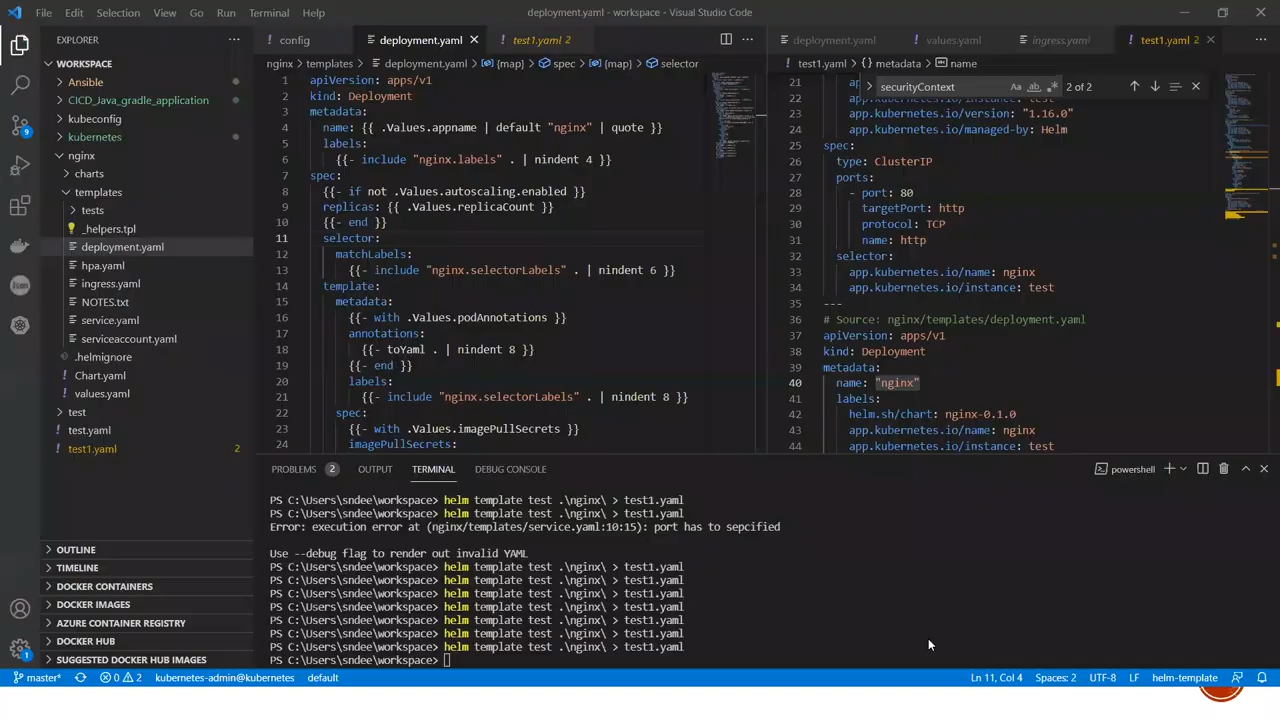 File Edit Selection View Go Run Terminal Help
deployment.yaml - workspace - Visual Studio Code
EXPLORER
WORKSPACE
Ansible
CICD_Java_gradle_application
kubeconfig
kubernetes
nginx
charts
templates
tests
_helpers.tpl
deployment.yaml
hpa.yaml
ingress.yaml
NOTES.txt
service.yaml
serviceaccount.yaml
.helmignore
Chart.yaml
values.yaml
test
test.yaml
test1.yaml 2
OUTLINE
TIMELINE
DOCKER CONTAINERS
DOCKER IMAGES
AZURE CONTAINER REGISTRY
DOCKER HUB
SUGGESTED DOCKER HUB IMAGES
9
1
config deployment.yaml test1.yaml 2
nginx > templates > deployment.yaml > {map} > spec > {map} > selector
1 apiVersion: apps/v1
2 kind: Deployment
3 metadata:
4 name: {{ .Values.appname | default "nginx" | quote }}
5 labels:
6 {{- include "nginx.labels" . | nindent 4 }}
7 spec:
8 {{- if not .Values.autoscaling.enabled }}
9 replicas: {{ .Values.replicaCount }}
10 {{- end }}
11 selector:
12 matchLabels:
13 {{- include "nginx.selectorLabels" . | nindent 6 }}
14 template:
15 metadata:
16 {{- with .Values.podAnnotations }}
17 annotations:
18 {{- toYaml . | nindent 8 }}
19 {{- end }}
20 labels:
21 {{- include "nginx.selectorLabels" . | nindent 8 }}
22 spec:
23 {{- with .Values.imagePullSecrets }}
24 imagePullSecrets:
deployment.yaml values.yaml ingress.yaml test1.yaml 2
test1.yaml > {} metadata > name
securityContext Aa ab 2 of 2
21
22 app.kubernetes.io/instance: test
23 app.kubernetes.io/version: "1.16.0"
24 app.kubernetes.io/managed-by: Helm
25 spec:
26 type: ClusterIP
27 ports:
28 - port: 80
29 targetPort: http
30 protocol: TCP
31 name: http
32 selector:
33 app.kubernetes.io/name: nginx
34 app.kubernetes.io/instance: test
35 ---
36 # Source: nginx/templates/deployment.yaml
37 apiVersion: apps/v1
38 kind: Deployment
39 metadata:
40 name: "nginx"
41 labels:
42 helm.sh/chart: nginx-0.1.0
43 app.kubernetes.io/name: nginx
44 app.kubernetes.io/instance: test
PROBLEMS 2 OUTPUT TERMINAL DEBUG CONSOLE
powershell
PS C:\Users\sndee\workspace> helm template test .\nginx\ > test1.yaml
PS C:\Users\sndee\workspace> helm template test .\nginx\ > test1.yaml
Error: execution error at (nginx/templates/service.yaml:10:15): port has to sepcified
Use --debug flag to render out invalid YAML
PS C:\Users\sndee\workspace> helm template test .\nginx\ > test1.yaml
PS C:\Users\sndee\workspace> helm template test .\nginx\ > test1.yaml
PS C:\Users\sndee\workspace> helm template test .\nginx\ > test1.yaml
PS C:\Users\sndee\workspace> helm template test .\nginx\ > test1.yaml
PS C:\Users\sndee\workspace> helm template test .\nginx\ > test1.yaml
PS C:\Users\sndee\workspace> helm template test .\nginx\ > test1.yaml
PS C:\Users\sndee\workspace> helm template test .\nginx\ > test1.yaml
PS C:\Users\sndee\workspace>
master* 0 2 kubernetes-admin@kubernetes default
Ln 11, Col 4 Spaces: 2 UTF-8 LF helm-template